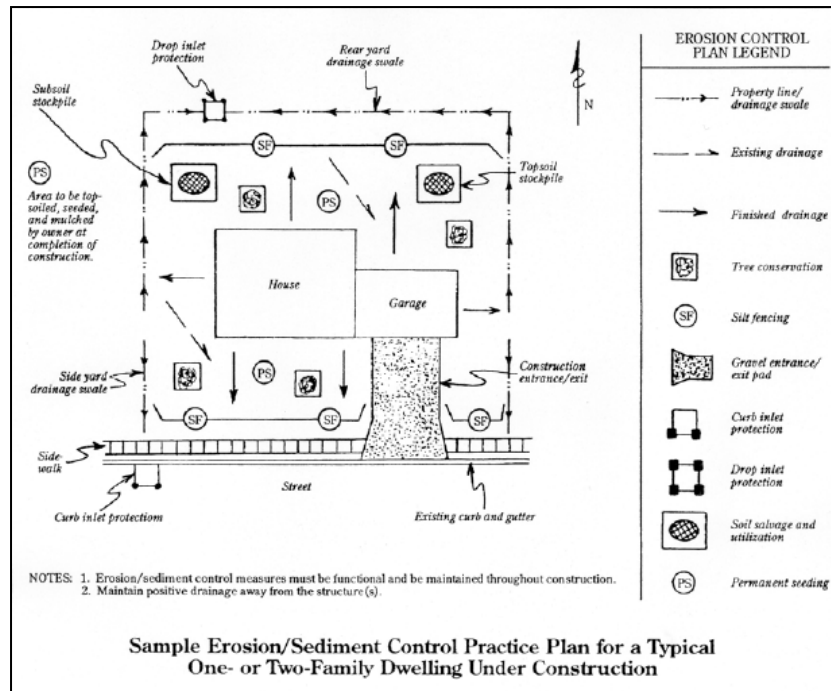 Drop inlet
protection
Rear yard
drainage swale
Subsoil
stockpile
N
SF
SF
PS
Area to be top-
soiled, seeded,
and mulched
by owner at
completion of
construction.
PS
Topsoil
stockpile
House
Garage
Side yard
drainage swale
PS
Construction
entrance/exit
SF
SF
SF
Side-
walk
Street
Curb inlet protectiom
Existing curb and gutter
EROSION CONTROL
PLAN LEGEND
Property line/
drainage swale
Existing drainage
Finished drainage
Tree conservation
SF
Silt fencing
Gravel entrance/
exit pad
Curb inlet
protection
Drop inlet
protection
Soil salvage and
utilization
PS
Permanent seeding
NOTES: 1. Erosion/sediment control measures must be functional and be maintained throughout construction.
2. Maintain positive drainage away from the structure(s).
Sample Erosion/Sediment Control Practice Plan for a Typical
One- or Two-Family Dwelling Under Construction